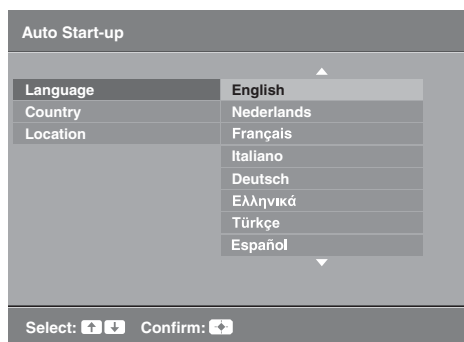 Auto Start-up
Language
Country
Location
English
Nederlands
Français
Italiano
Deutsch
Ελληνικά
Türkçe
Español
Select: Confirm: